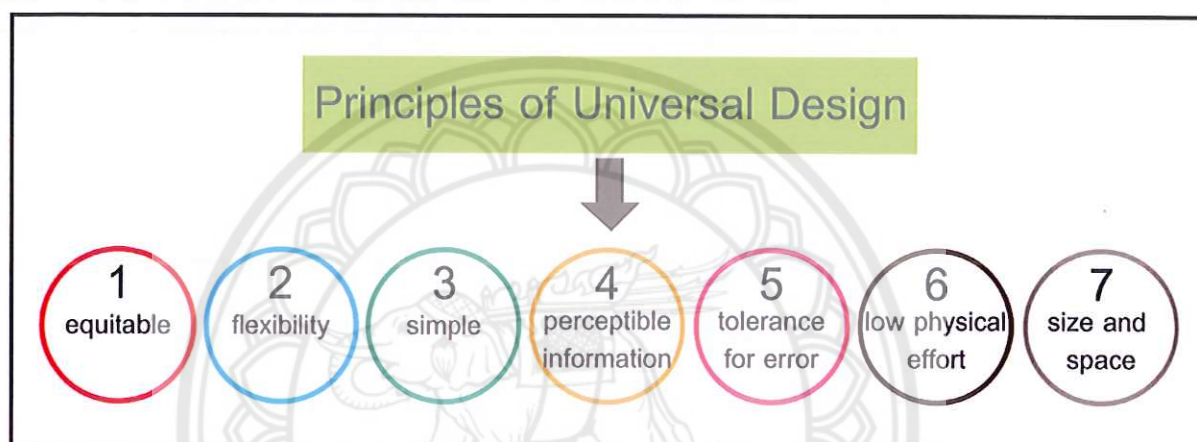 Principles of Universal Design
1
equitable
2
flexibility
3
simple
4
perceptible
information
5
tolerance
for error
6
low physical
effort
7
size and
space